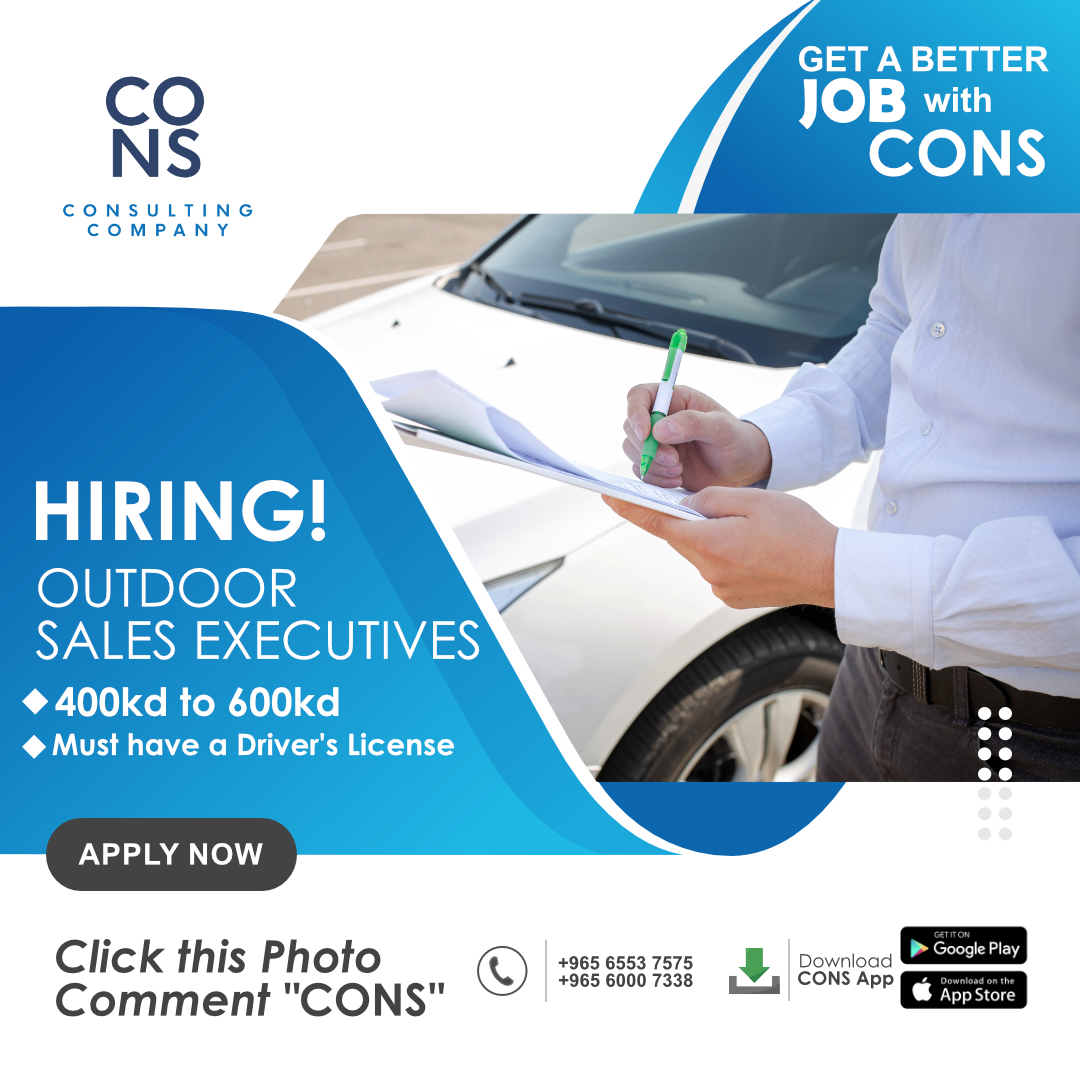 CO
NS
CONSULTING
COMPANY
GET A BETTER
JOB with
CONS
HIRING!
OUTDOOR
SALES EXECUTIVES
400kd to 600kd
Must have a Driver's License
APPLY NOW
Click this Photo
Comment "CONS"
+965 6553 7575
+965 6000 7338
Download
CONS App
GET IT ON
Google Play
Download on the
App Store